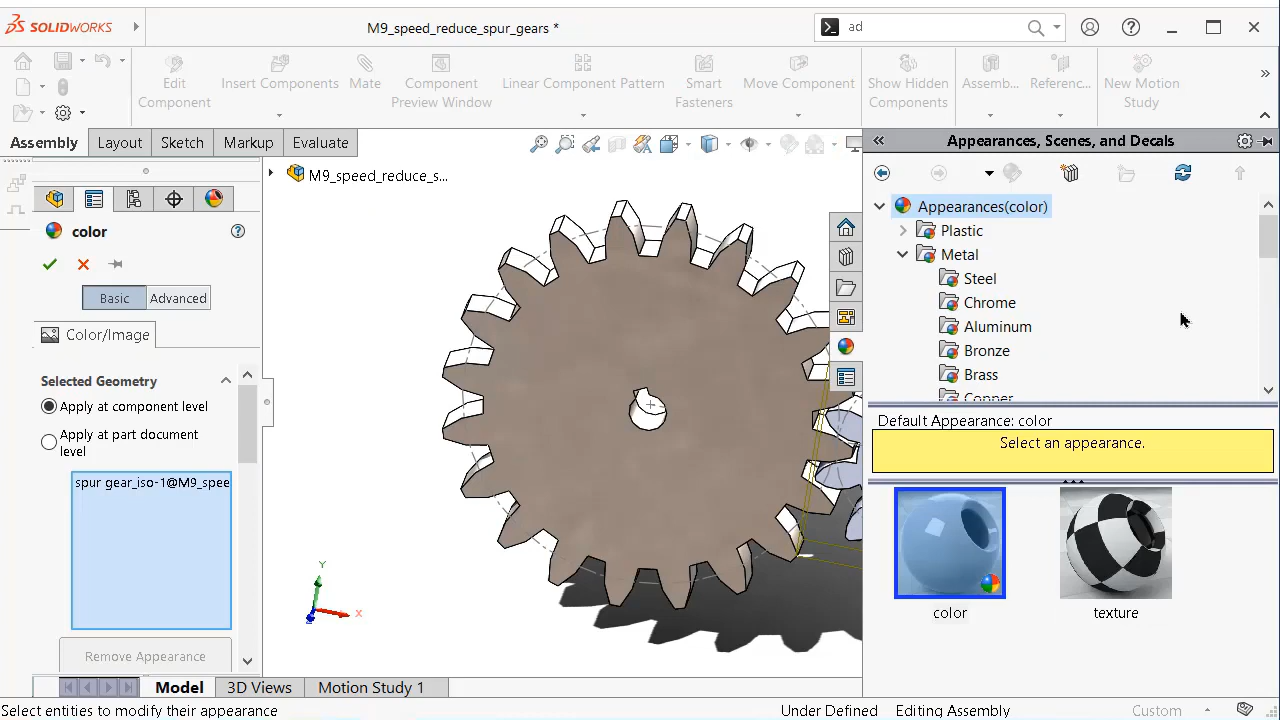 SOLIDWORKS
M9_speed_reduce_spur_gears *
ad
Edit Component
Insert Components
Mate
Component Preview Window
Linear Component Pattern
Smart Fasteners
Move Component
Show Hidden Components
Assemb...
Referenc...
New Motion Study
Assembly
Layout
Sketch
Markup
Evaluate
Appearances, Scenes, and Decals
M9_speed_reduce_s...
color
Basic
Advanced
Color/Image
Selected Geometry
Apply at component level
Apply at part document
level
spur gear_iso-1@M9_spee
Remove Appearance
Y
X
Z
Appearances(color)
Plastic
Metal
Steel
Chrome
Aluminum
Bronze
Brass
Copper
Default Appearance: color
Select an appearance.
color
texture
Model
3D Views
Motion Study 1
Select entities to modify their appearance
Under Defined
Editing Assembly
Custom